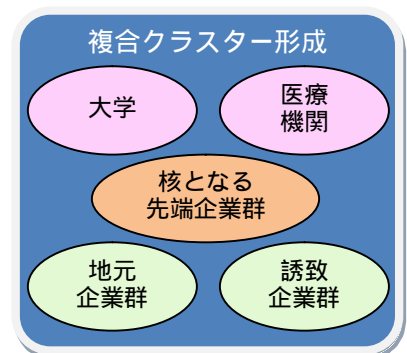 複合クラスター形成
大学
医療
機関
核となる
先端企業群
地元
企業群
誘致
企業群